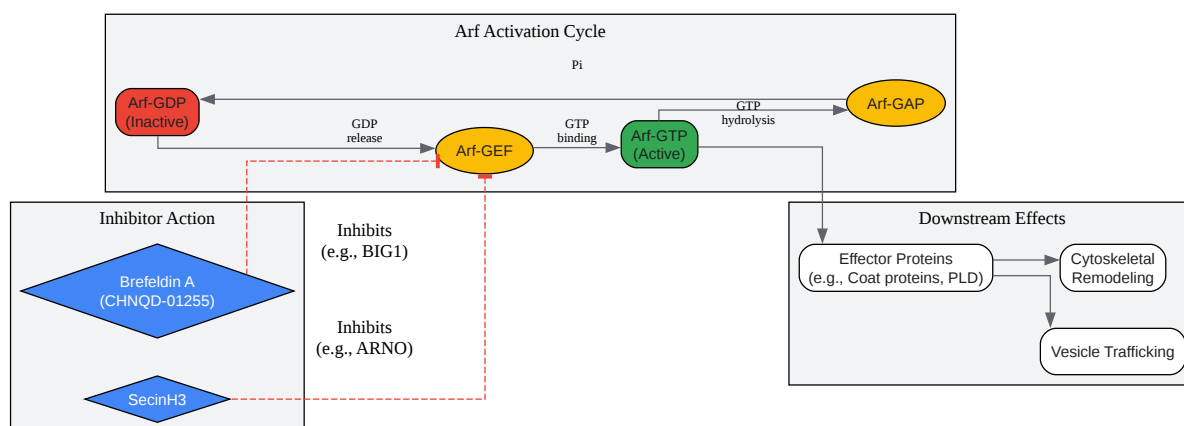 Arf Activation Cycle
Pi
Arf-GDP
(Inactive)
GDP
release
Arf-GEF
GTP
binding
Arf-GTP
(Active)
GTP
hydrolysis
Arf-GAP
Inhibitor Action
Brefeldin A
(CHNQD-01255)
SecinH3
Inhibits
(e.g., BIG1)
Inhibits
(e.g., ARNO)
Downstream Effects
Effector Proteins
(e.g., Coat proteins, PLD)
Cytoskeletal
Remodeling
Vesicle Trafficking